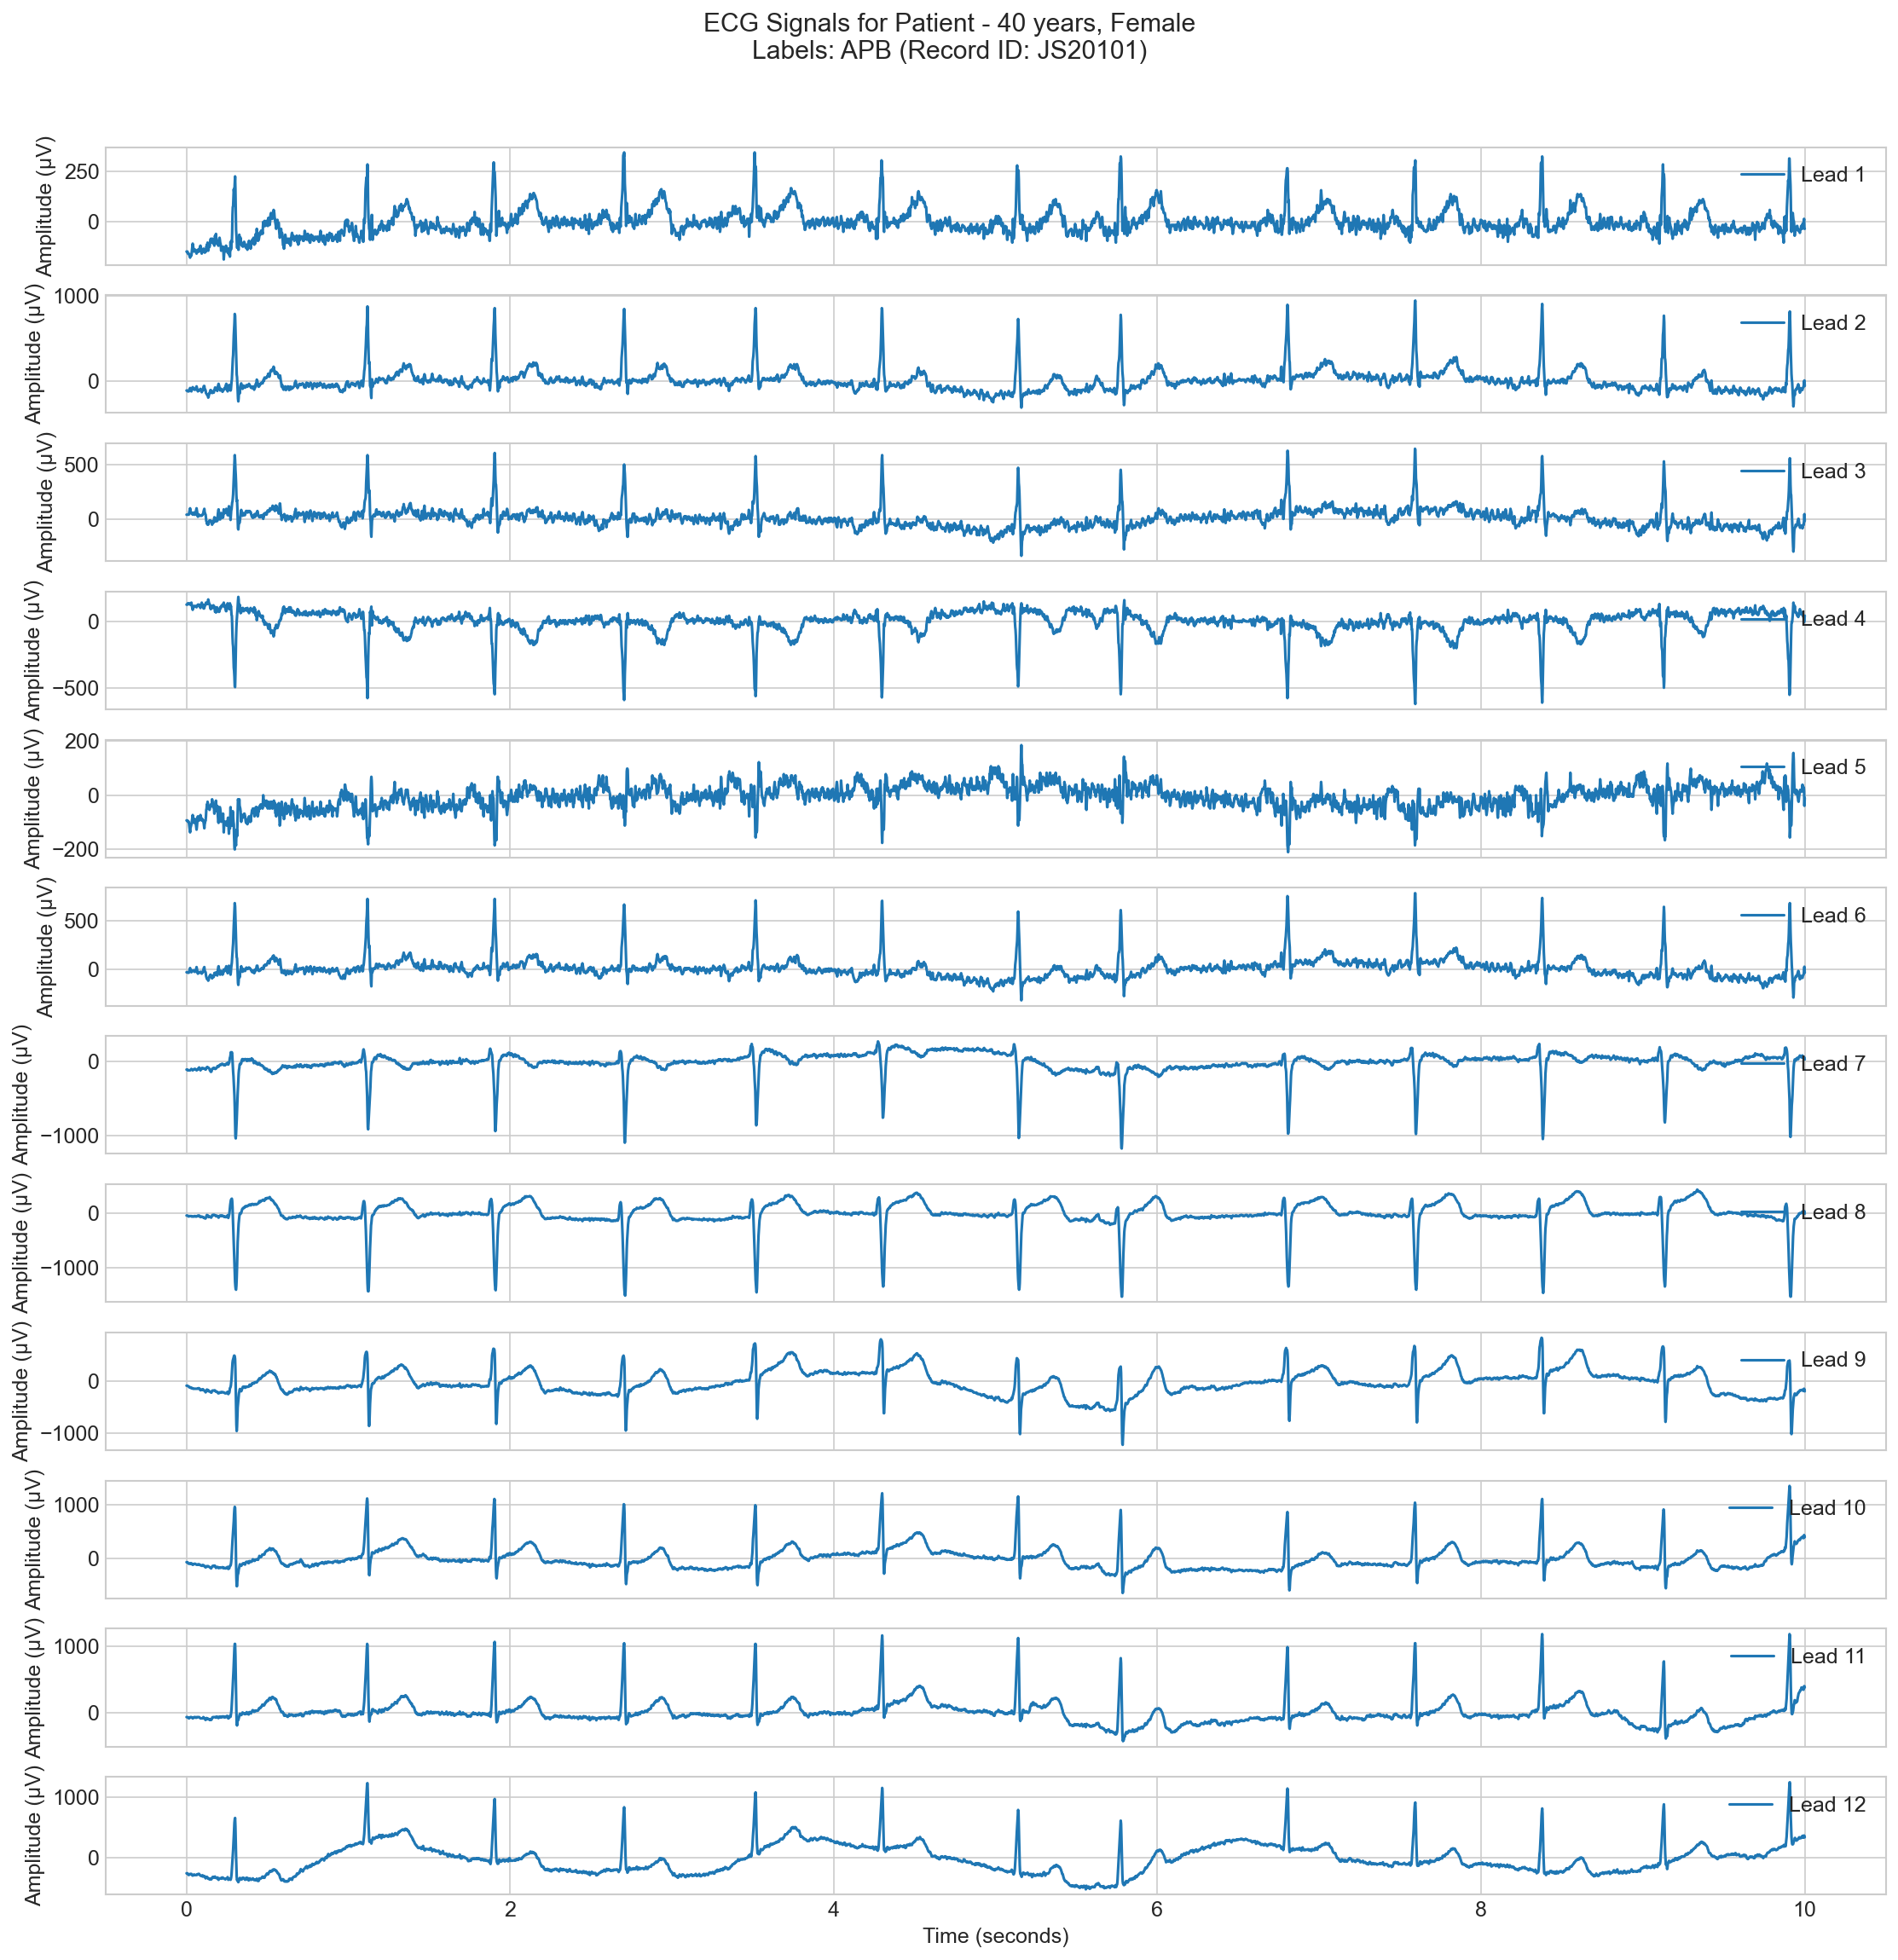 ECG Signals for Patient - 40 years, Female
Labels: APB (Record ID: JS20101)
Amplitude (µV)
250
0
Lead 1
Amplitude (µV)
1000
0
Lead 2
Amplitude (µV)
500
0
Lead 3
Amplitude (µV)
0
−500
Lead 4
Amplitude (µV)
200
0
−200
Lead 5
Amplitude (µV)
500
0
Lead 6
Amplitude (µV)
0
−1000
Lead 7
Amplitude (µV)
0
−1000
Lead 8
Amplitude (µV)
0
−1000
Lead 9
Amplitude (µV)
1000
0
Lead 10
Amplitude (µV)
1000
0
Lead 11
Amplitude (µV)
1000
0
Lead 12
0 2 4 6 8 10
Time (seconds)